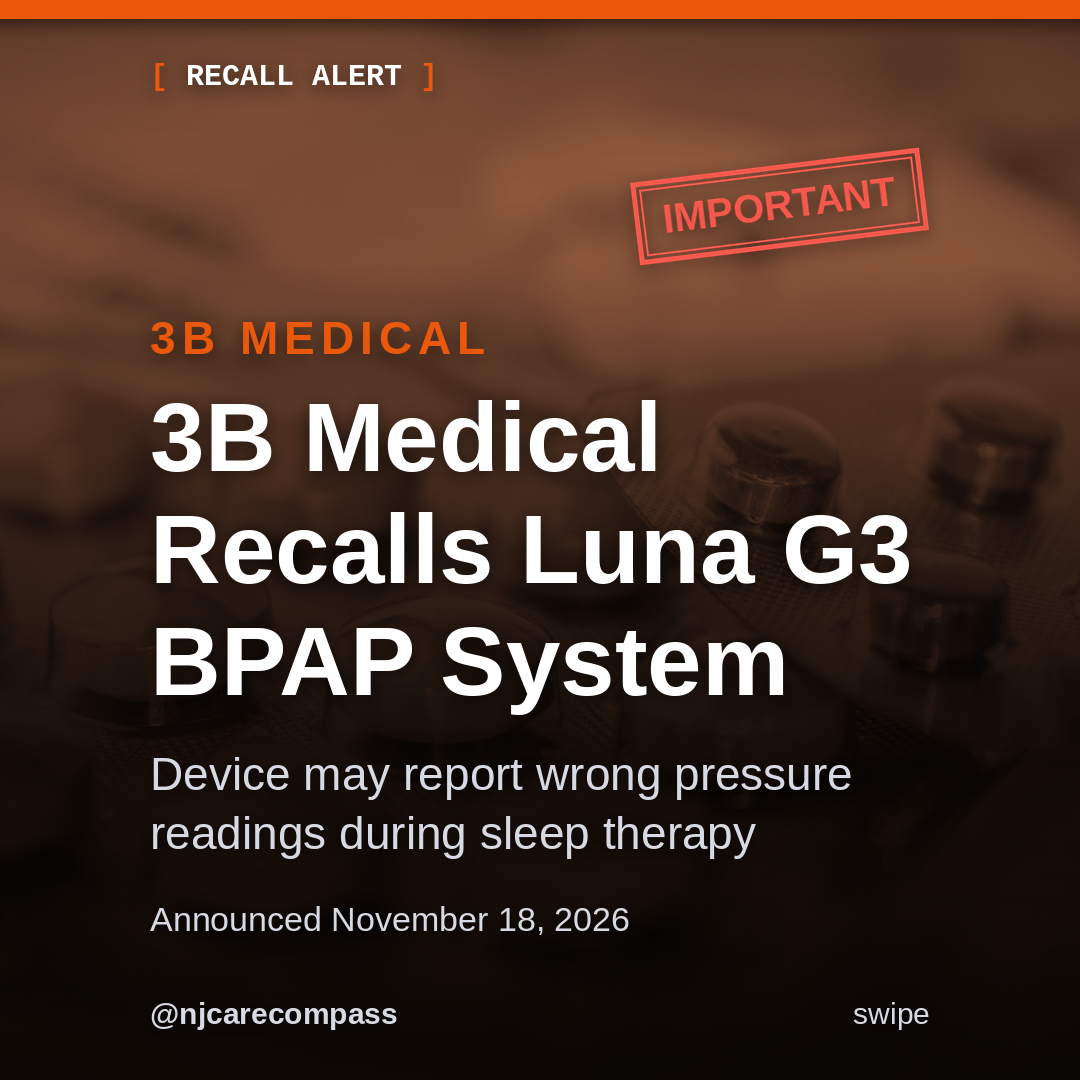 [ RECALL ALERT ]
IMPORTANT
3B MEDICAL
3B Medical
Recalls Luna G3
BPAP System
Device may report wrong pressure
readings during sleep therapy
Announced November 18, 2026
@njcarecompass
swipe